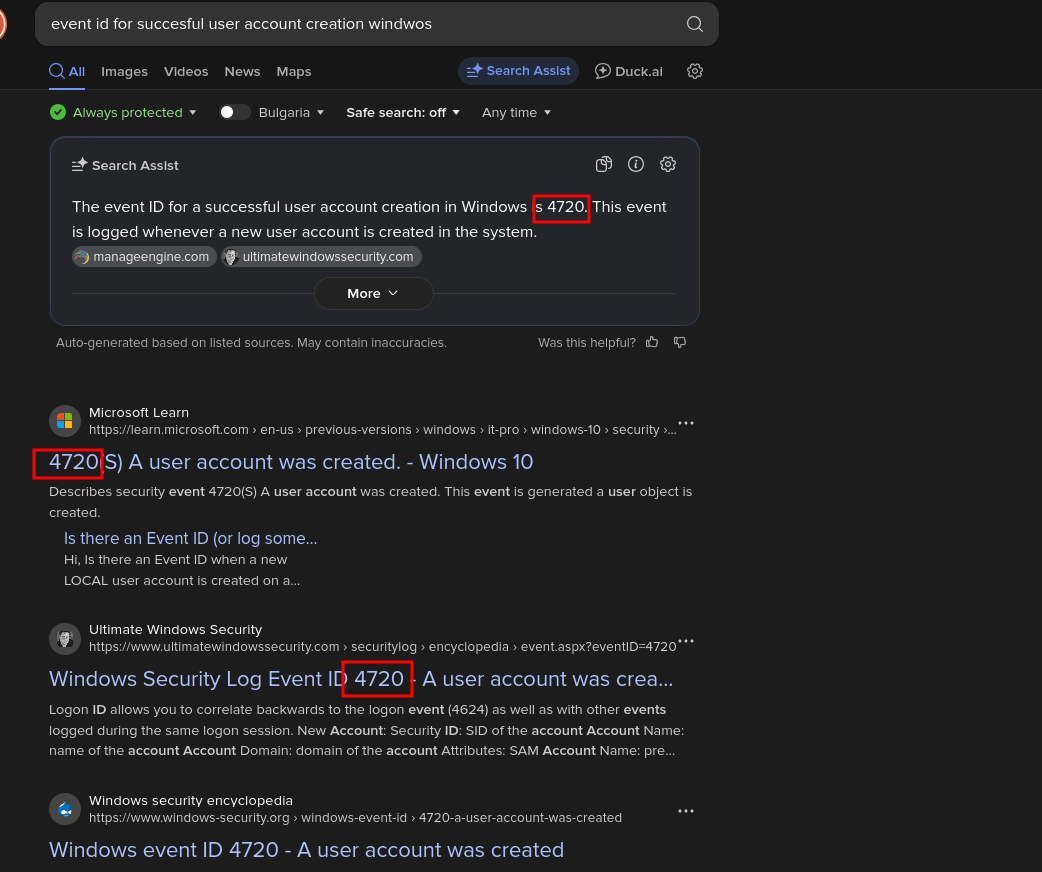 event id for succesful user account creation windwos
All Images Videos News Maps Search Assist Duck.ai
Always protected Bulgaria Safe search: off Any time
Search Assist
The event ID for a successful user account creation in Windows is 4720. This event
is logged whenever a new user account is created in the system.
manageengine.com ultimatewindowssecurity.com
More
Auto-generated based on listed sources. May contain inaccuracies. Was this helpful?
Microsoft Learn
https://learn.microsoft.com › en-us › previous-versions › windows › it-pro › windows-10 › security ›...
4720(S) A user account was created. - Windows 10
Describes security event 4720(S) A user account was created. This event is generated a user object is
created.
Is there an Event ID (or log some...
Hi, Is there an Event ID when a new
LOCAL user account is created on a...
Ultimate Windows Security
https://www.ultimatewindowssecurity.com › securitylog › encyclopedia › event.aspx?eventID=4720
Windows Security Log Event ID 4720 - A user account was crea...
Logon ID allows you to correlate backwards to the logon event (4624) as well as with other events
logged during the same logon session. New Account: Security ID: SID of the account Account Name:
name of the account Account Domain: domain of the account Attributes: SAM Account Name: pre...
Windows security encyclopedia
https://www.windows-security.org › windows-event-id › 4720-a-user-account-was-created
Windows event ID 4720 - A user account was created